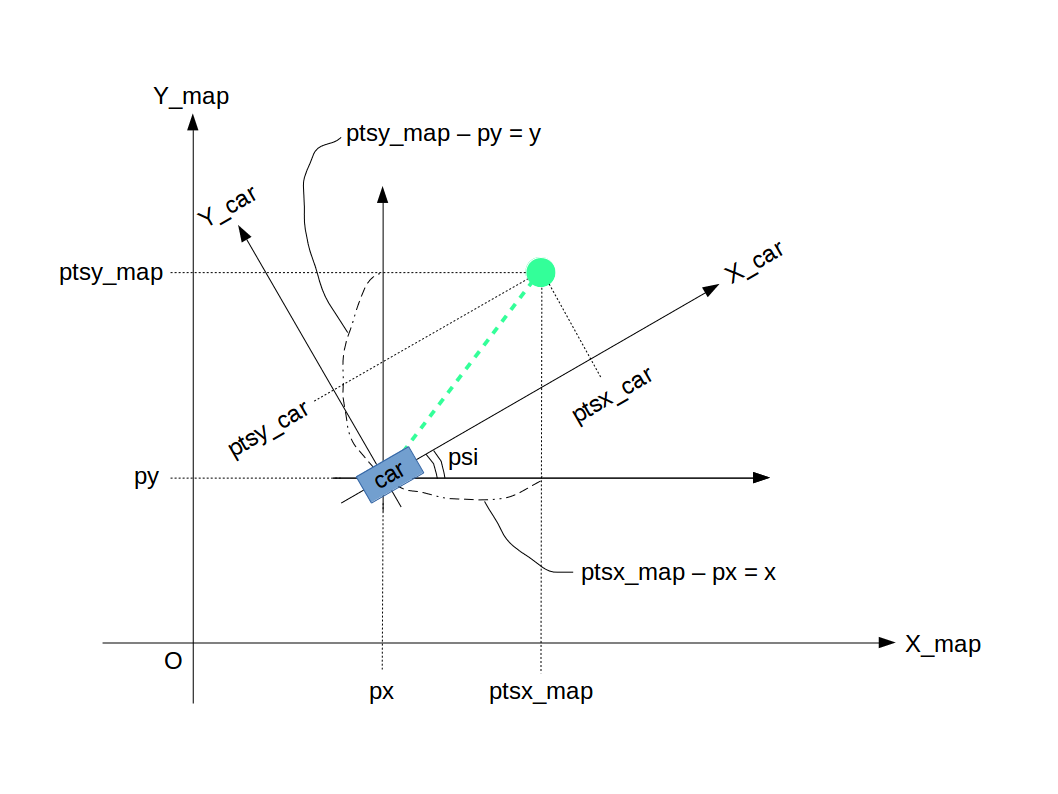 Y_map
ptsy_map – py = y
Y_car
X_car
ptsy_map
ptsx_car
ptsy_car
psi
car
py
ptsx_map – px = x
X_map
O
px
ptsx_map